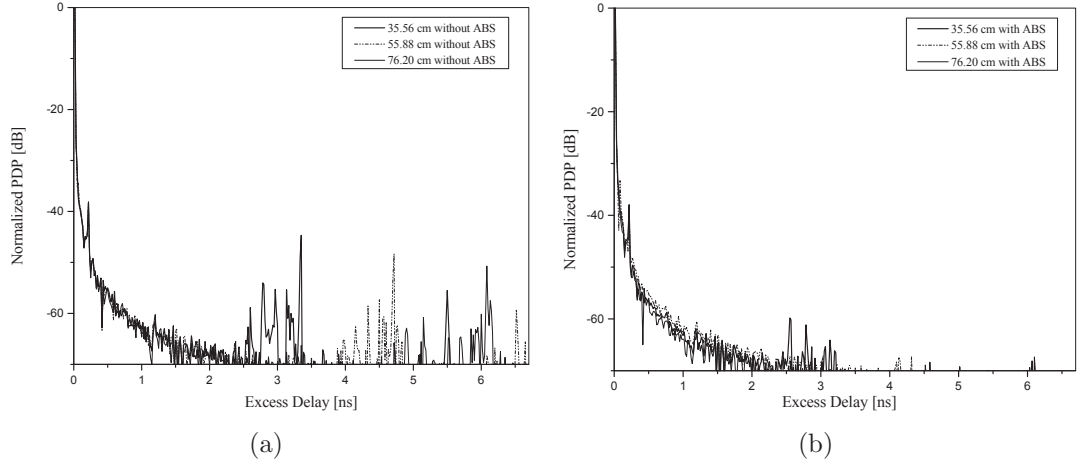 35.56 cm without ABS
55.88 cm without ABS
76.20 cm without ABS
Normalized PDP [dB]
0
-20
-40
-60
0 1 2 3 4 5 6
Excess Delay [ns]
(a)
35.56 cm with ABS
55.88 cm with ABS
76.20 cm with ABS
Normalized PDP [dB]
0
-20
-40
-60
0 1 2 3 4 5 6
Excess Delay [ns]
(b)